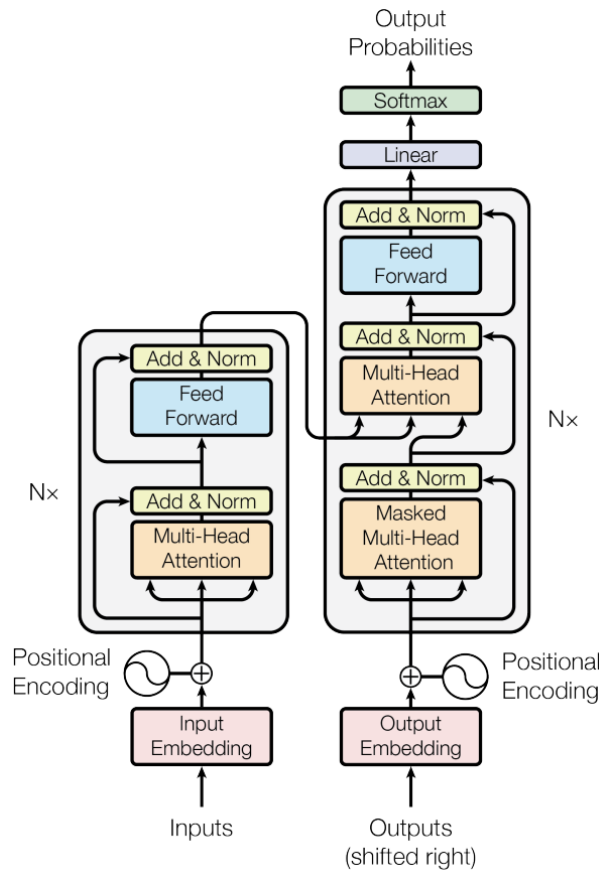 Output
Probabilities
Softmax
Linear
Add & Norm
Feed
Forward
Add & Norm
Multi-Head
Attention
Add & Norm
Masked
Multi-Head
Attention
N×
Add & Norm
Feed
Forward
Add & Norm
Multi-Head
Attention
N×
Positional
Encoding
Positional
Encoding
Input
Embedding
Output
Embedding
Inputs
Outputs
(shifted right)